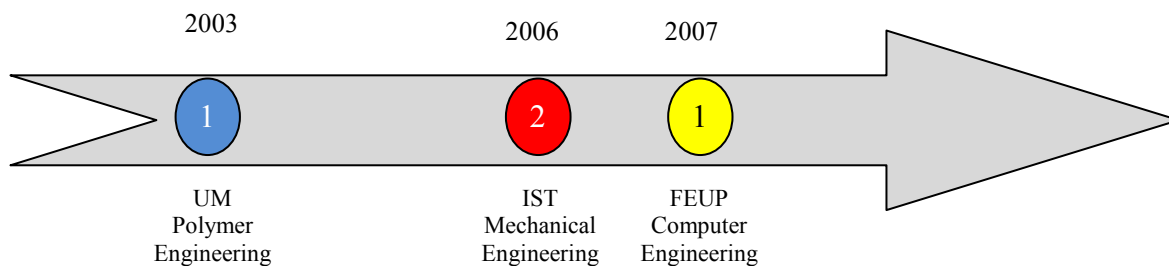 2003
2006
2007
1
2
1
UM
Polymer
Engineering
IST
Mechanical
Engineering
FEUP
Computer
Engineering